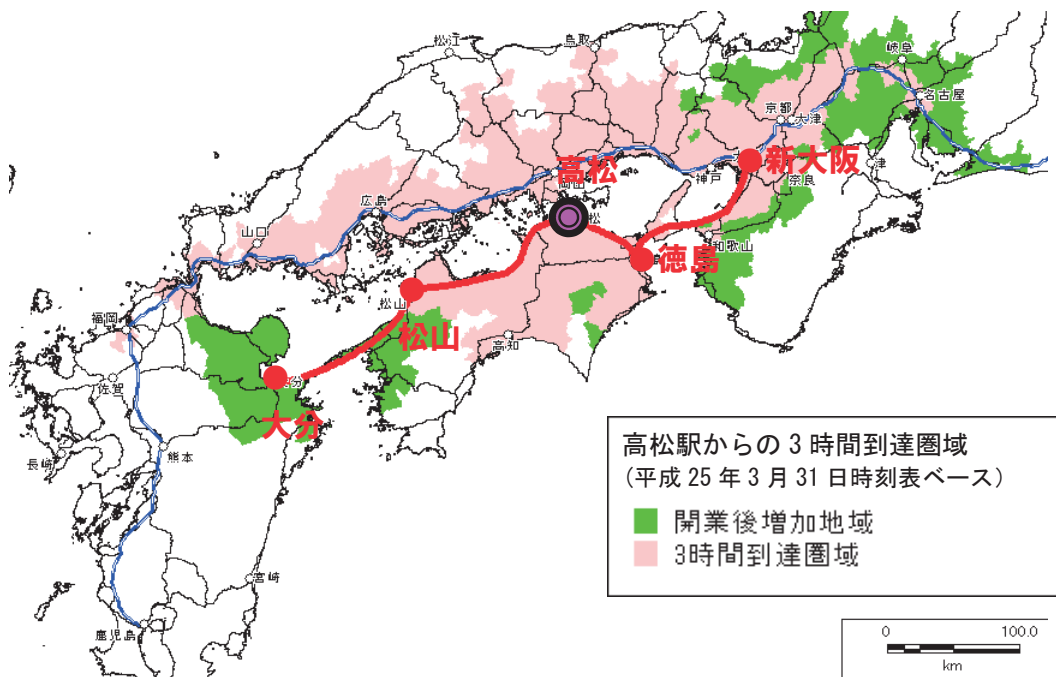 松江
鳥取
岐阜
名古屋
京都
大津
新大阪
高松
神戸
奈良
津
広島
山口
和歌山
徳島
松山
松山
福岡
高知
佐賀
大分
長崎
熊本
宮崎
鹿児島
高松駅からの3時間到達圏域
(平成25年3月31日時刻表ベース)
開業後増加地域
3時間到達圏域
0 100.0
km